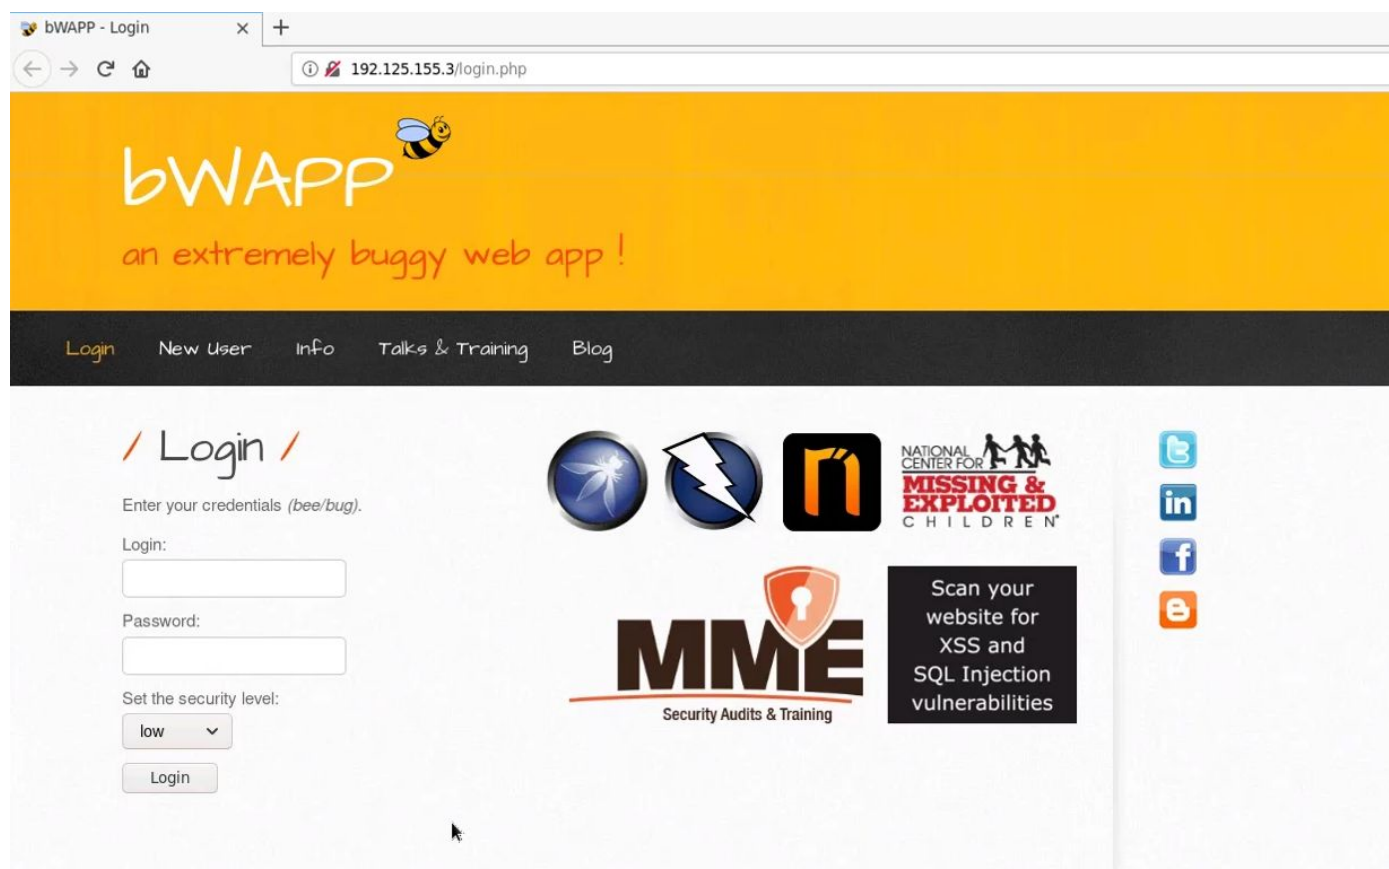 bWAPP - Login
192.125.155.3/login.php
bWAPP
an extremely buggy web app !
Login New User Info Talks & Training Blog
/ Login /
Enter your credentials (bee/bug).
Login:
Password:
Set the security level:
low
Login
NATIONAL
CENTER FOR
MISSING &
EXPLOITED
CHILDREN®
MME
Security Audits & Training
Scan your
website for
XSS and
SQL Injection
vulnerabilities